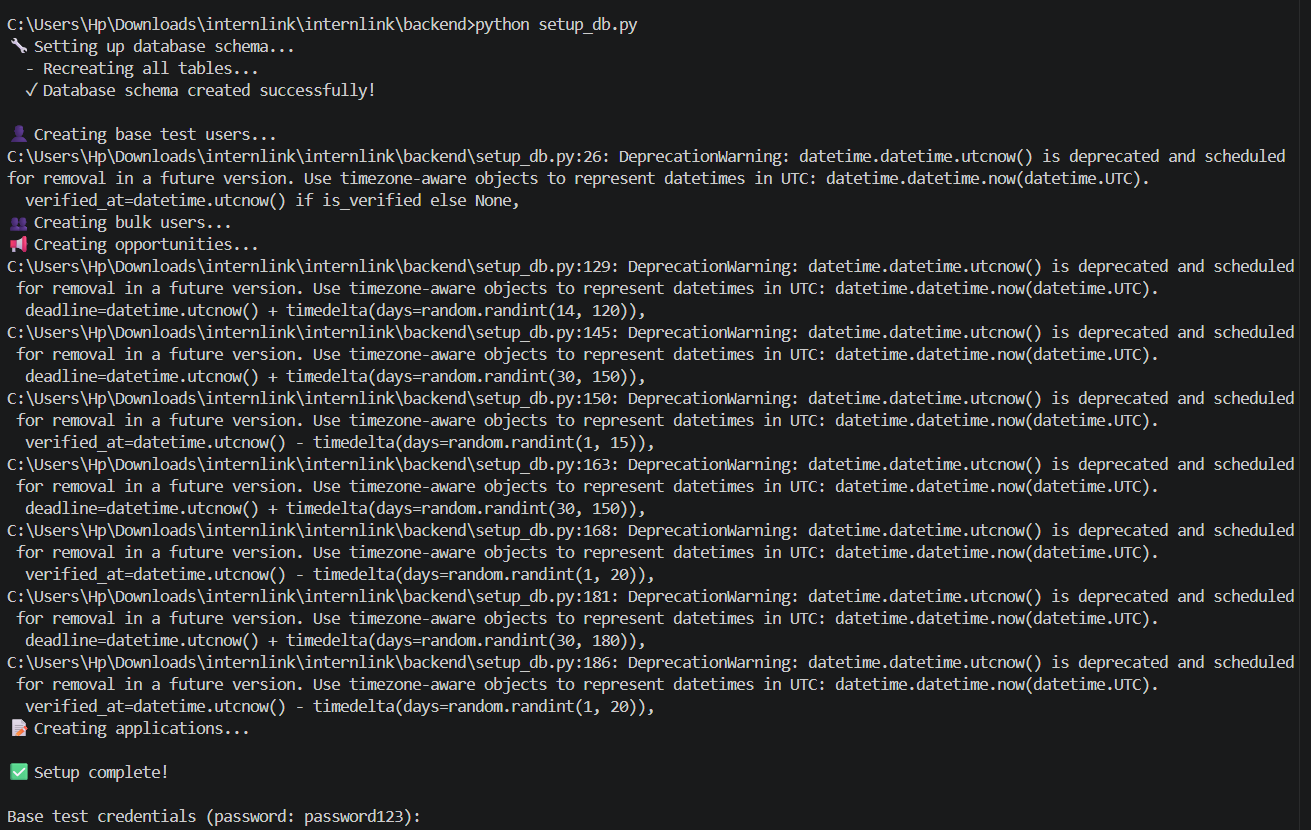 C:\Users\Hp\Downloads\internlink\internlink\backend>python setup_db.py
🔧 Setting up database schema...
  - Recreating all tables...
  ✓ Database schema created successfully!

👤 Creating base test users...
C:\Users\Hp\Downloads\internlink\internlink\backend\setup_db.py:26: DeprecationWarning: datetime.datetime.utcnow() is deprecated and scheduled
for removal in a future version. Use timezone-aware objects to represent datetimes in UTC: datetime.datetime.now(datetime.UTC).
  verified_at=datetime.utcnow() if is_verified else None,
👥 Creating bulk users...
📢 Creating opportunities...
C:\Users\Hp\Downloads\internlink\internlink\backend\setup_db.py:129: DeprecationWarning: datetime.datetime.utcnow() is deprecated and scheduled
 for removal in a future version. Use timezone-aware objects to represent datetimes in UTC: datetime.datetime.now(datetime.UTC).
  deadline=datetime.utcnow() + timedelta(days=random.randint(14, 120)),
C:\Users\Hp\Downloads\internlink\internlink\backend\setup_db.py:145: DeprecationWarning: datetime.datetime.utcnow() is deprecated and scheduled
 for removal in a future version. Use timezone-aware objects to represent datetimes in UTC: datetime.datetime.now(datetime.UTC).
  deadline=datetime.utcnow() + timedelta(days=random.randint(30, 150)),
C:\Users\Hp\Downloads\internlink\internlink\backend\setup_db.py:150: DeprecationWarning: datetime.datetime.utcnow() is deprecated and scheduled
 for removal in a future version. Use timezone-aware objects to represent datetimes in UTC: datetime.datetime.now(datetime.UTC).
  verified_at=datetime.utcnow() - timedelta(days=random.randint(1, 15)),
C:\Users\Hp\Downloads\internlink\internlink\backend\setup_db.py:163: DeprecationWarning: datetime.datetime.utcnow() is deprecated and scheduled
 for removal in a future version. Use timezone-aware objects to represent datetimes in UTC: datetime.datetime.now(datetime.UTC).
  deadline=datetime.utcnow() + timedelta(days=random.randint(30, 150)),
C:\Users\Hp\Downloads\internlink\internlink\backend\setup_db.py:168: DeprecationWarning: datetime.datetime.utcnow() is deprecated and scheduled
 for removal in a future version. Use timezone-aware objects to represent datetimes in UTC: datetime.datetime.now(datetime.UTC).
  verified_at=datetime.utcnow() - timedelta(days=random.randint(1, 20)),
C:\Users\Hp\Downloads\internlink\internlink\backend\setup_db.py:181: DeprecationWarning: datetime.datetime.utcnow() is deprecated and scheduled
 for removal in a future version. Use timezone-aware objects to represent datetimes in UTC: datetime.datetime.now(datetime.UTC).
  deadline=datetime.utcnow() + timedelta(days=random.randint(30, 180)),
C:\Users\Hp\Downloads\internlink\internlink\backend\setup_db.py:186: DeprecationWarning: datetime.datetime.utcnow() is deprecated and scheduled
 for removal in a future version. Use timezone-aware objects to represent datetimes in UTC: datetime.datetime.now(datetime.UTC).
  verified_at=datetime.utcnow() - timedelta(days=random.randint(1, 20)),
📝 Creating applications...

✅ Setup complete!

Base test credentials (password: password123):